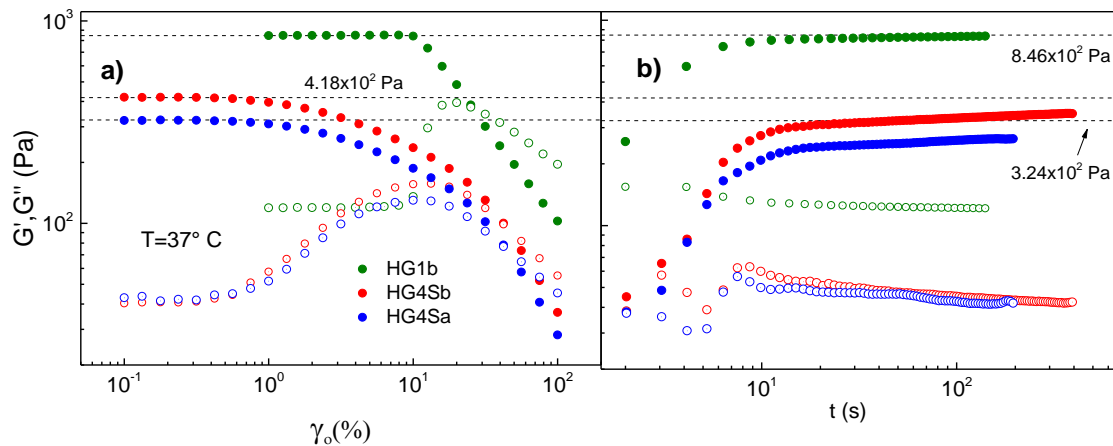 10³
a)
b)
8.46x10² Pa
4.18x10² Pa
G',G'' (Pa)
3.24x10² Pa
10²
T=37° C
HG1b
HG4Sb
HG4Sa
10⁻¹ 10⁰ 10¹ 10² 10¹ 10²
γₒ(%) t (s)